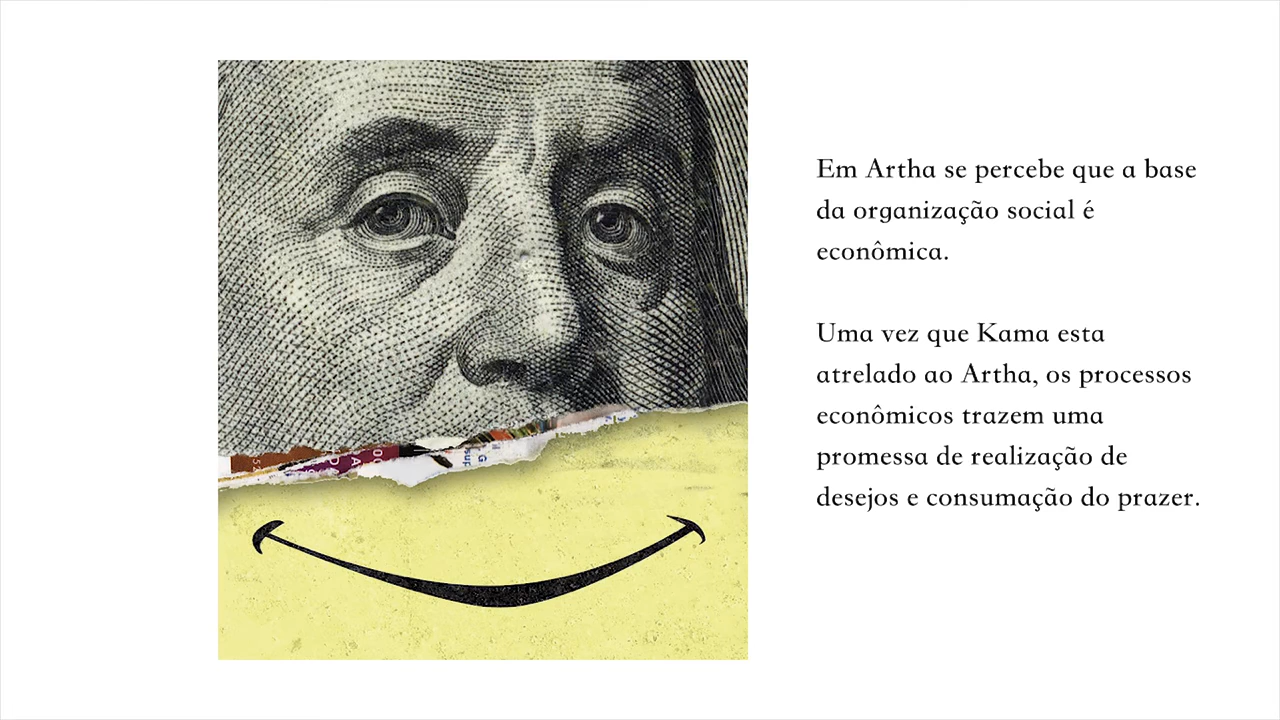 Em Artha se percebe que a base
da organização social é
econômica.
Uma vez que Kama esta
atrelado ao Artha, os processos
econômicos trazem uma
promessa de realização de
desejos e consumação do prazer.